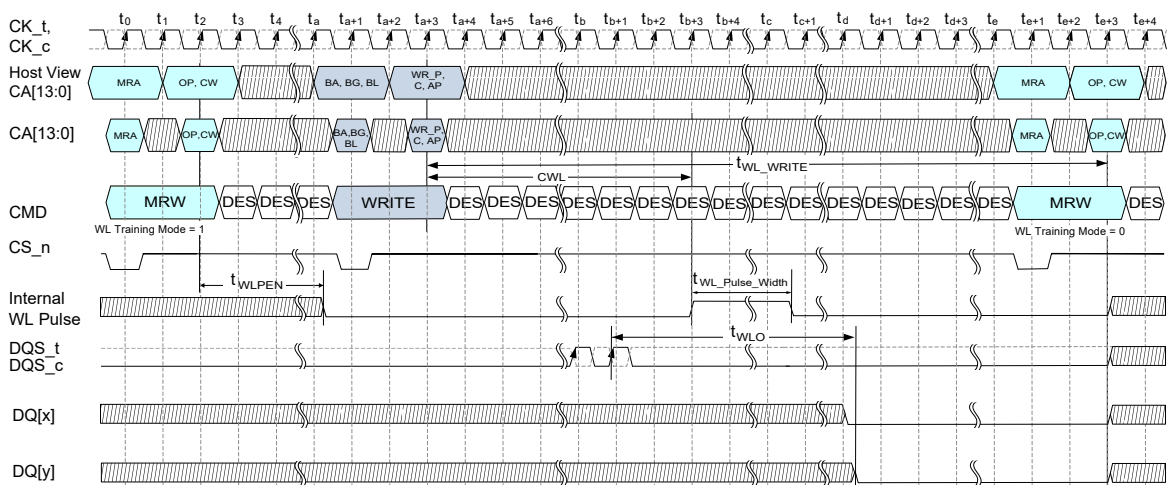 t0 t1 t2 t3 t4 ta ta+1 ta+2 ta+3 ta+4 ta+5 ta+6 tb tb+1 tb+2 tb+3 tb+4 tc tc+1 td td+1 td+2 td+3 te te+1 te+2 te+3 te+4
CK_t,
CK_c
Host View
CA[13:0]
MRA OP, CW BA, BG, BL WR_P, C, AP MRA OP, CW
CA[13:0] MRA OP,CW BA,BG, BL WR_P, C, AP MRA OP,CW
tWL_WRITE
CWL
CMD MRW DES DES DES WRITE DES DES DES DES DES DES DES DES DES DES DES DES DES DES DES MRW DES
WL Training Mode = 1 WL Training Mode = 0
CS_n
tWLPEN tWL_Pulse_Width
Internal
WL Pulse
tWLO
DQS_t
DQS_c
DQ[x]
DQ[y]